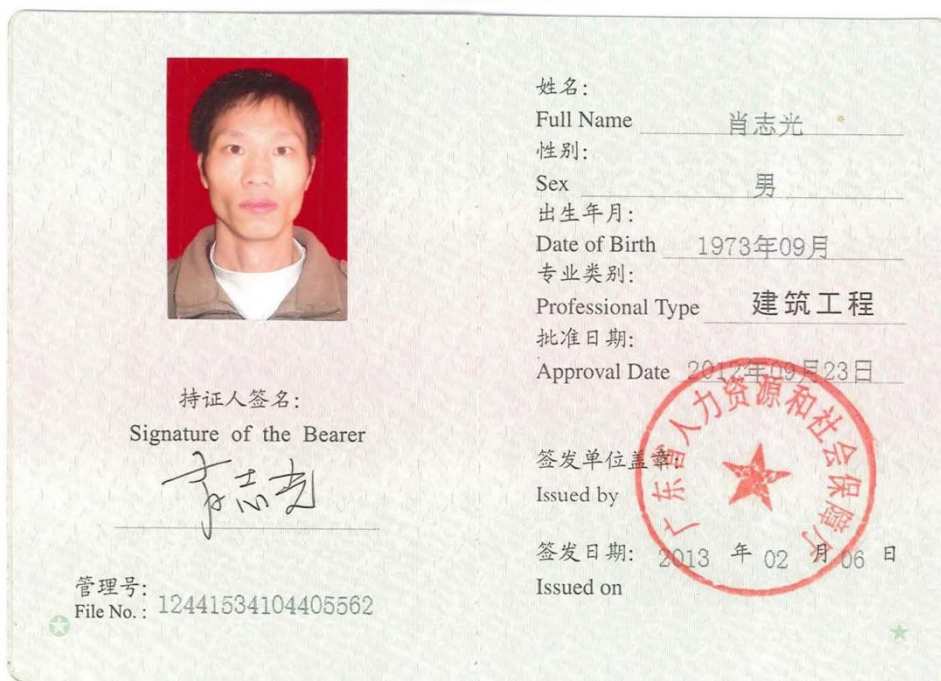 持证人签名:
Signature of the Bearer
肖志光
管理号:
File No.: 12441534104405562
姓名:
Full Name 肖志光
性别:
Sex 男
出生年月:
Date of Birth 1973年09月
专业类别:
Professional Type 建筑工程
批准日期:
Approval Date 2012年09月23日
签发单位盖章:
Issued by
广东省人力资源和社会保障厅
签发日期: 2013 年 02 月 06 日
Issued on